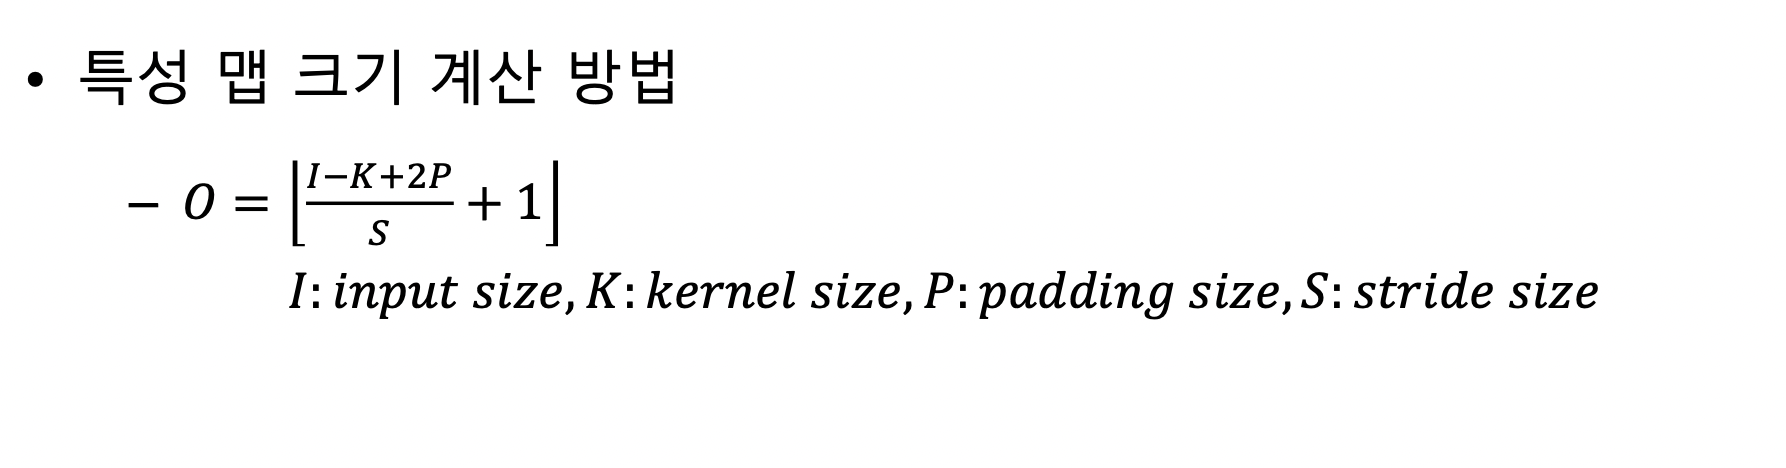 • 특성 맵 크기 계산 방법
– O = ⌊(I−K+2P)/S + 1⌋
I: input size, K: kernel size, P: padding size, S: stride size